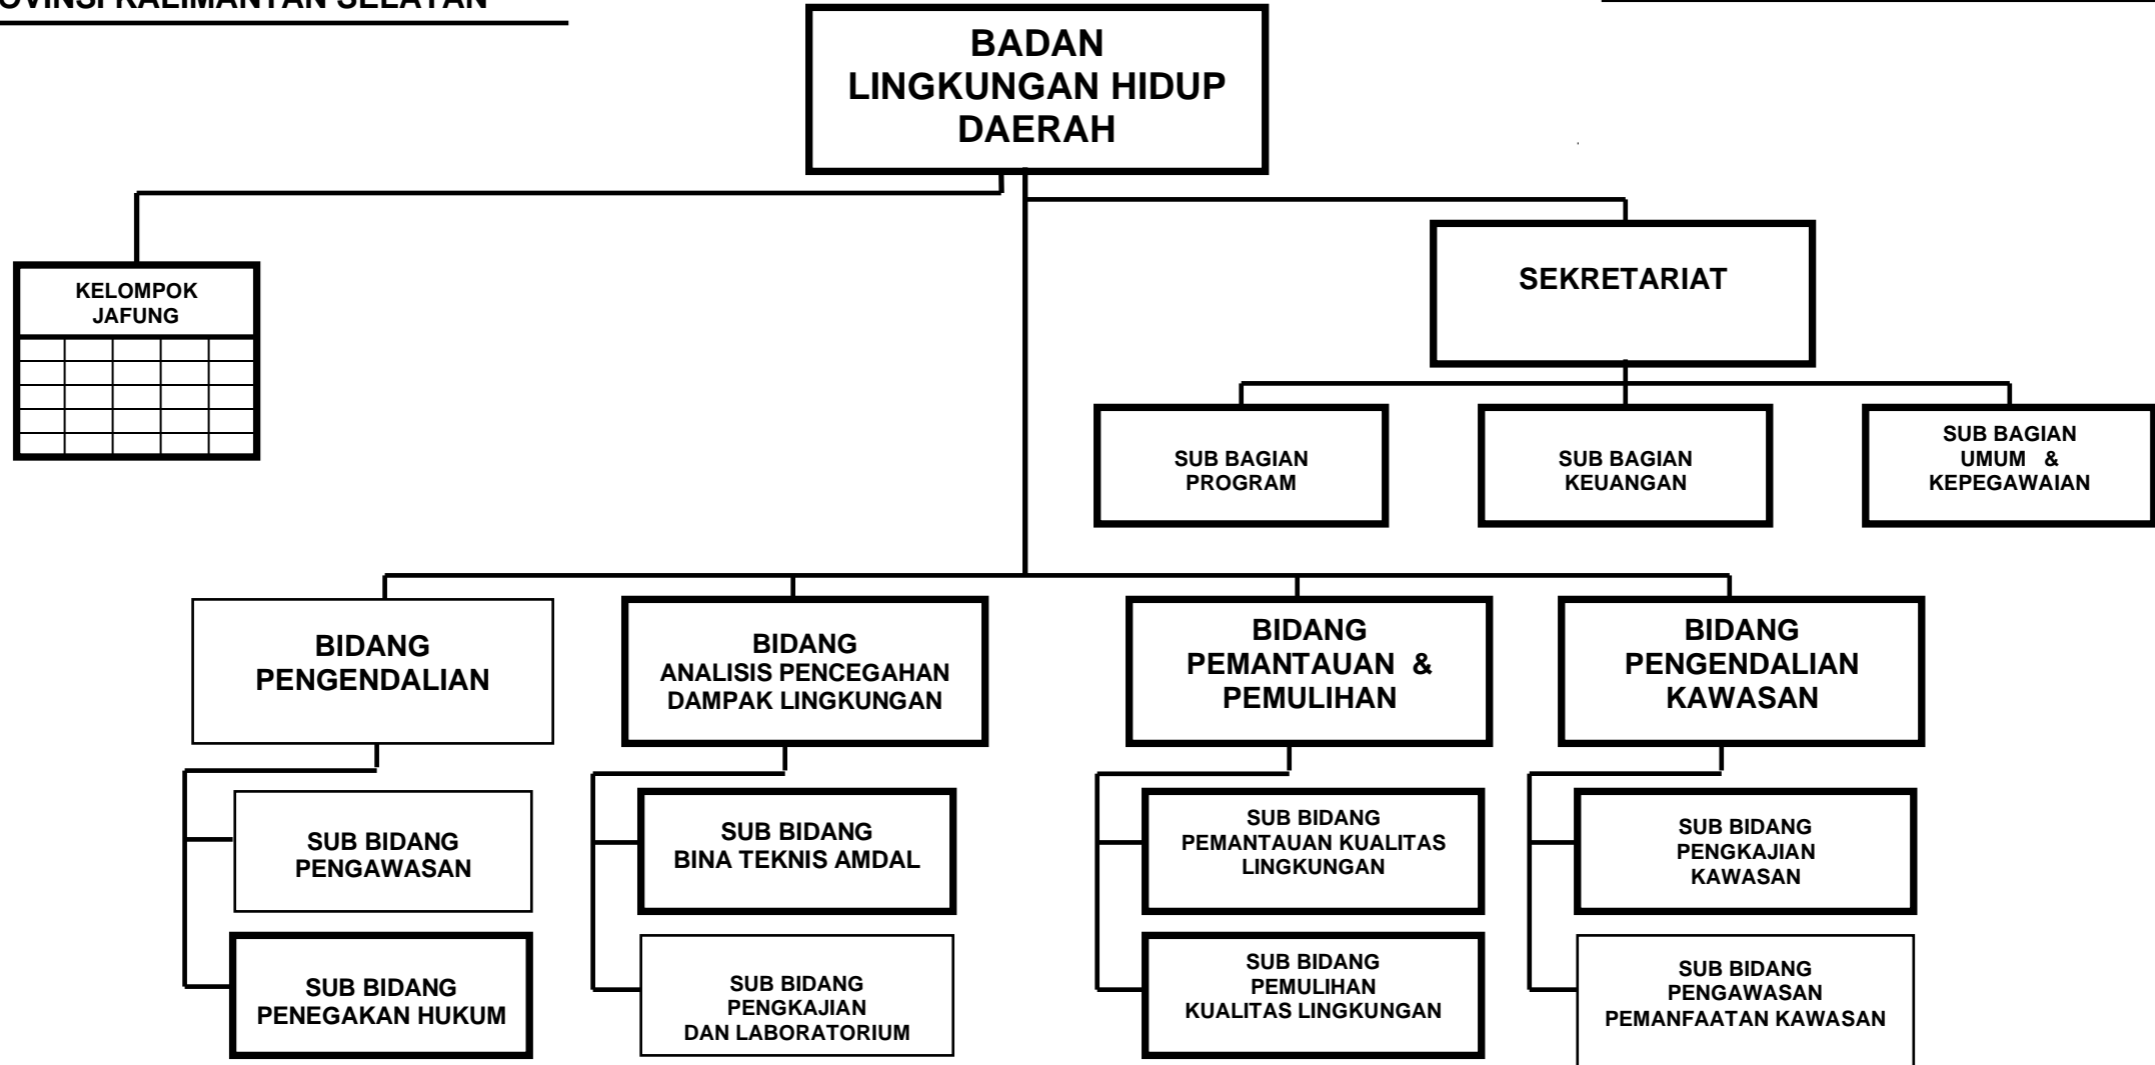 KALIMANTAN SELATAN
BADAN
LINGKUNGAN HIDUP
DAERAH
KELOMPOK
JAFUNG
SEKRETARIAT
SUB BAGIAN
PROGRAM
SUB BAGIAN
KEUANGAN
SUB BAGIAN
UMUM &
KEPEGAWAIAN
BIDANG
PENGENDALIAN
BIDANG
ANALISIS PENCEGAHAN
DAMPAK LINGKUNGAN
BIDANG
PEMANTAUAN &
PEMULIHAN
BIDANG
PENGENDALIAN
KAWASAN
SUB BIDANG
PENGAWASAN
SUB BIDANG
BINA TEKNIS AMDAL
SUB BIDANG
PEMANTAUAN KUALITAS
LINGKUNGAN
SUB BIDANG
PENGKAJIAN
KAWASAN
SUB BIDANG
PENEGAKAN HUKUM
SUB BIDANG
PENGKAJIAN
DAN LABORATORIUM
SUB BIDANG
PEMULIHAN
KUALITAS LINGKUNGAN
SUB BIDANG
PENGAWASAN
PEMANFAATAN KAWASAN